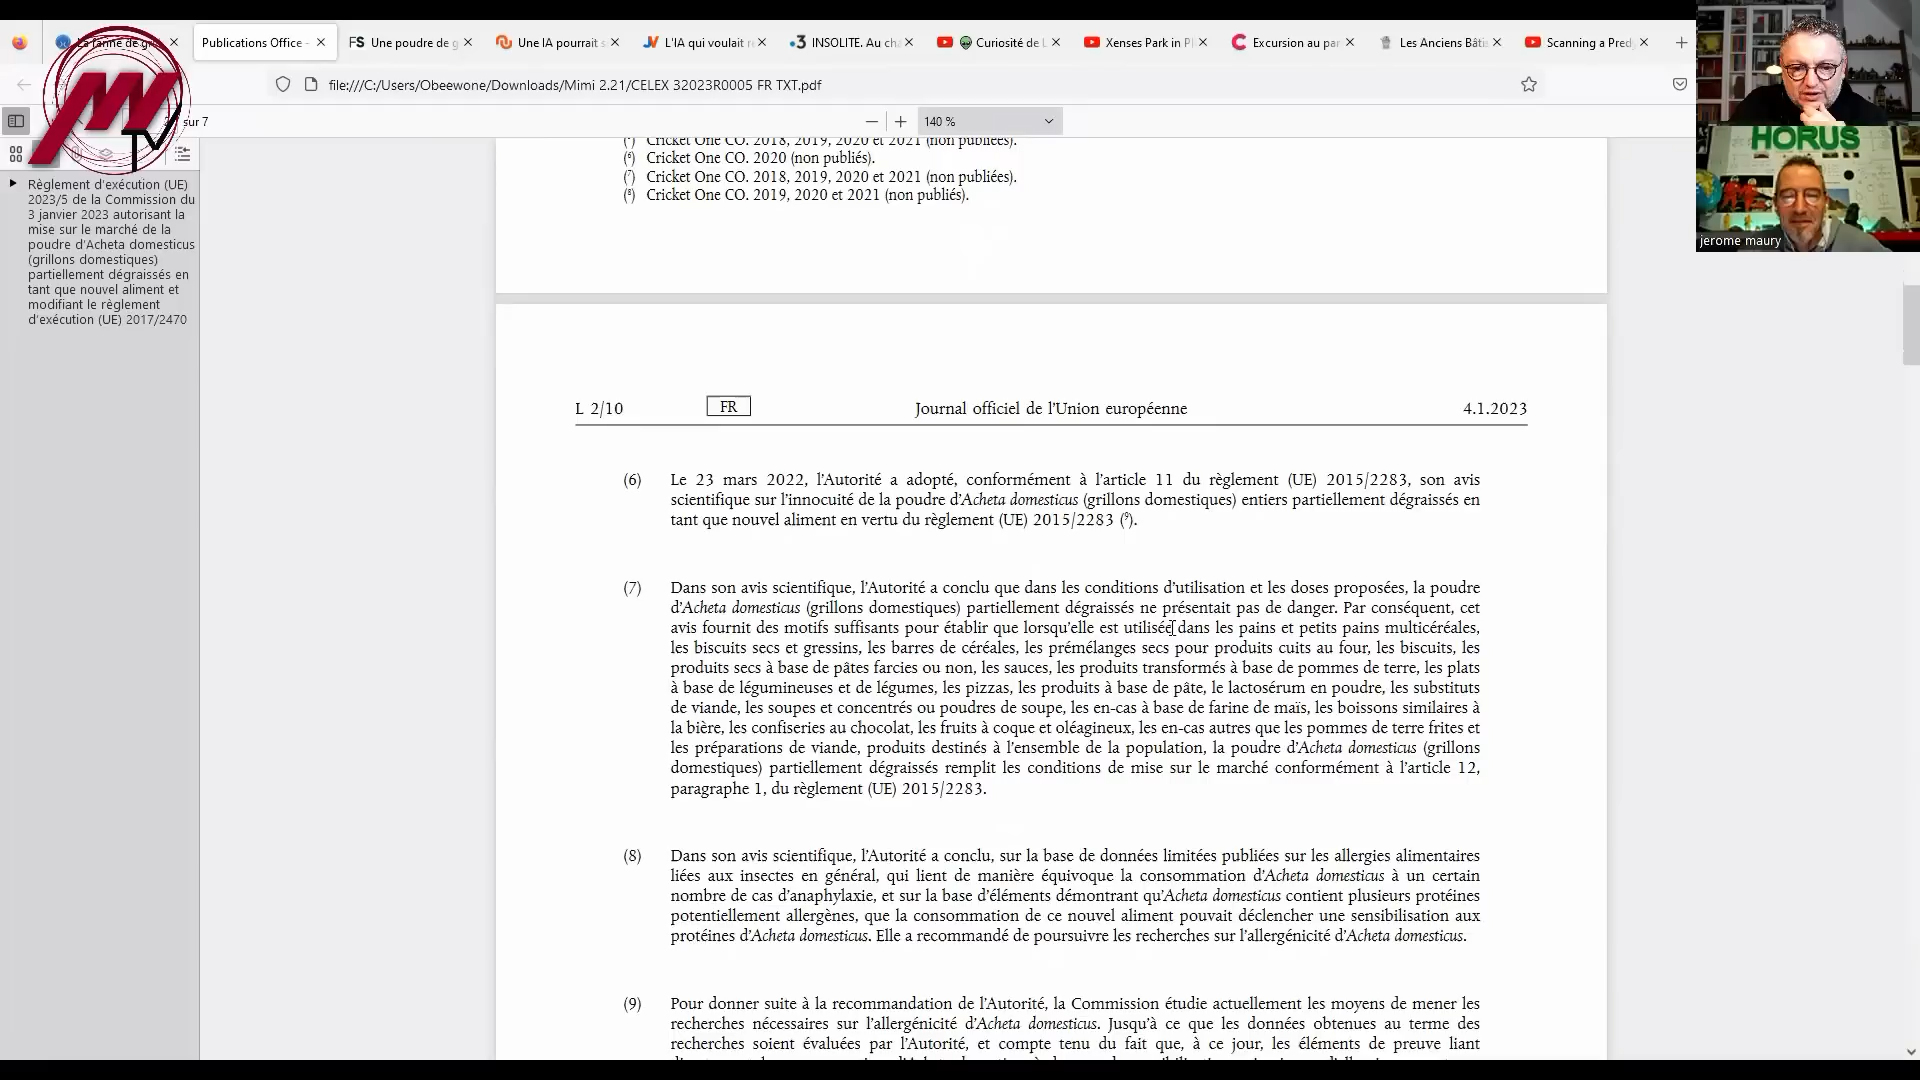 La farine de gr
Publications Office -
Une poudre de g
Une IA pourrait s
L'IA qui voulait r
INSOLITE. Au ch
Curiosité de L
Xenses Park in P
Excursion au par
Les Anciens Bâti
Scanning a Pred
file:///C:/Users/Obeewone/Downloads/Mimi 2.21/CELEX 32023R0005 FR TXT.pdf
sur 7
140 %
TV
HORUS
jerome maury
Règlement d'exécution (UE)
2023/5 de la Commission du
3 janvier 2023 autorisant la
mise sur le marché de la
poudre d'Acheta domesticus
(grillons domestiques)
partiellement dégraissés en
tant que nouvel aliment et
modifiant le règlement
d'exécution (UE) 2017/2470
Cricket One CO. 2018, 2019, 2020 et 2021 (non publiées).
(⁶) Cricket One CO. 2020 (non publiés).
(⁷) Cricket One CO. 2018, 2019, 2020 et 2021 (non publiées).
(⁸) Cricket One CO. 2019, 2020 et 2021 (non publiés).
L 2/10 FR Journal officiel de l'Union européenne 4.1.2023
(6) Le 23 mars 2022, l'Autorité a adopté, conformément à l'article 11 du règlement (UE) 2015/2283, son avis
scientifique sur l'innocuité de la poudre d'Acheta domesticus (grillons domestiques) entiers partiellement dégraissés en
tant que nouvel aliment en vertu du règlement (UE) 2015/2283 (⁹).
(7) Dans son avis scientifique, l'Autorité a conclu que dans les conditions d'utilisation et les doses proposées, la poudre
d'Acheta domesticus (grillons domestiques) partiellement dégraissés ne présentait pas de danger. Par conséquent, cet
avis fournit des motifs suffisants pour établir que lorsqu'elle est utilisée dans les pains et petits pains multicéréales,
les biscuits secs et gressins, les barres de céréales, les prémélanges secs pour produits cuits au four, les biscuits, les
produits secs à base de pâtes farcies ou non, les sauces, les produits transformés à base de pommes de terre, les plats
à base de légumineuses et de légumes, les pizzas, les produits à base de pâte, le lactosérum en poudre, les substituts
de viande, les soupes et concentrés ou poudres de soupe, les en-cas à base de farine de maïs, les boissons similaires à
la bière, les confiseries au chocolat, les fruits à coque et oléagineux, les en-cas autres que les pommes de terre frites et
les préparations de viande, produits destinés à l'ensemble de la population, la poudre d'Acheta domesticus (grillons
domestiques) partiellement dégraissés remplit les conditions de mise sur le marché conformément à l'article 12,
paragraphe 1, du règlement (UE) 2015/2283.
(8) Dans son avis scientifique, l'Autorité a conclu, sur la base de données limitées publiées sur les allergies alimentaires
liées aux insectes en général, qui lient de manière équivoque la consommation d'Acheta domesticus à un certain
nombre de cas d'anaphylaxie, et sur la base d'éléments démontrant qu'Acheta domesticus contient plusieurs protéines
potentiellement allergènes, que la consommation de ce nouvel aliment pouvait déclencher une sensibilisation aux
protéines d'Acheta domesticus. Elle a recommandé de poursuivre les recherches sur l'allergénicité d'Acheta domesticus.
(9) Pour donner suite à la recommandation de l'Autorité, la Commission étudie actuellement les moyens de mener les
recherches nécessaires sur l'allergénicité d'Acheta domesticus. Jusqu'à ce que les données obtenues au terme des
recherches soient évaluées par l'Autorité, et compte tenu du fait que, à ce jour, les éléments de preuve liant